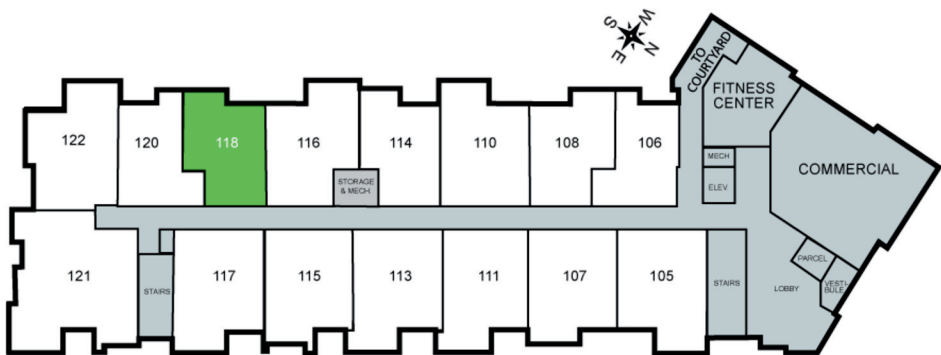 W
S
N
E
TO
COURTYARD
FITNESS
CENTER
122
120
118
116
114
110
108
106
MECH
COMMERCIAL
STORAGE
& MECH.
ELEV.
121
117
115
113
111
107
105
PARCEL
STAIRS
STAIRS
LOBBY
VESTI-
BULE